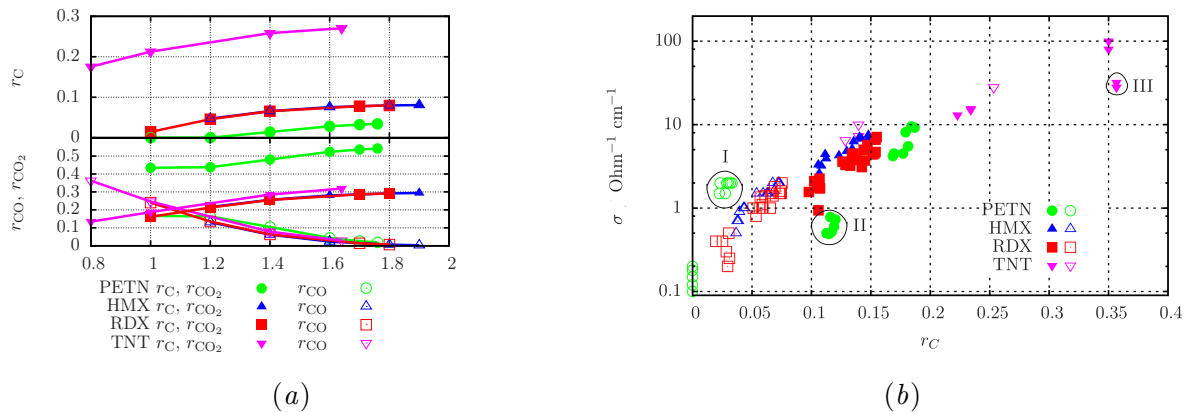 0.3
0.2
0.1
0
r_C
0.5
0.4
0.3
0.2
0.1
0
r_CO, r_CO₂
0.8 1 1.2 1.4 1.6 1.8 2
PETN r_C, r_CO₂ r_CO
HMX r_C, r_CO₂ r_CO
RDX r_C, r_CO₂ r_CO
TNT r_C, r_CO₂ r_CO
(a)
100
10
1
0.1
σ Ohm⁻¹ cm⁻¹
I
II
III
PETN
HMX
RDX
TNT
0 0.05 0.1 0.15 0.2 0.25 0.3 0.35 0.4
r_C
(b)